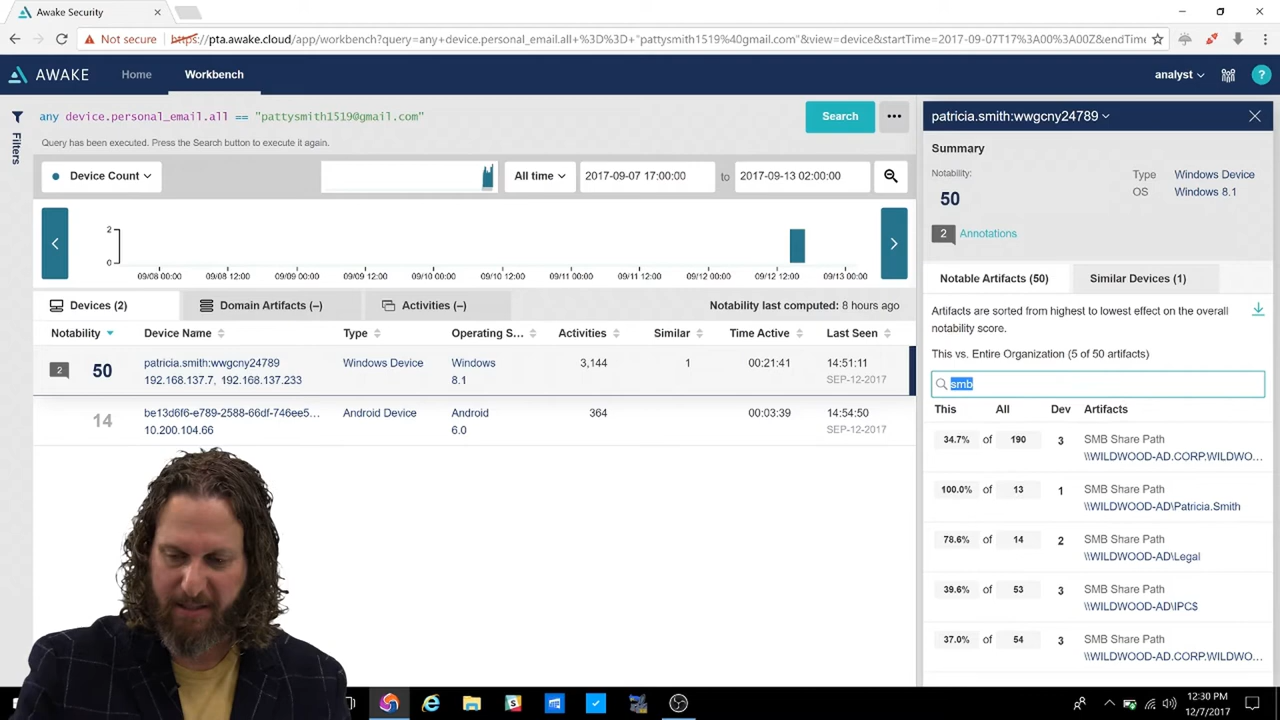 Awake Security
Not secure https://pta.awake.cloud/app/workbench?query=any+device.personal_email.all+%3D%3D+"pattysmith1519%40gmail.com"&view=device&startTime=2017-09-07T17%3A00%3A00Z&endTime
AWAKE Home Workbench analyst ?
any device.personal_email.all == "pattysmith1519@gmail.com" Search •••
Query has been executed. Press the Search button to execute it again.
Filters
Device Count All time 2017-09-07 17:00:00 to 2017-09-13 02:00:00
2
0
09/08 00:00 09/08 12:00 09/09 00:00 09/09 12:00 09/10 00:00 09/10 12:00 09/11 00:00 09/11 12:00 09/12 00:00 09/12 12:00 09/13 00:00
Devices (2) Domain Artifacts (–) Activities (–) Notability last computed: 8 hours ago
Notability Device Name Type Operating S... Activities Similar Time Active Last Seen
2 50 patricia.smith:wwgcny24789 Windows Device Windows 3,144 1 00:21:41 14:51:11
192.168.137.7, 192.168.137.233 8.1 SEP-12-2017
14 be13d6f6-e789-2588-66df-746ee5... Android Device Android 364 00:03:39 14:54:50
10.200.104.66 6.0 SEP-12-2017
patricia.smith:wwgcny24789
Summary
Notability: Type Windows Device
50 OS Windows 8.1
2 Annotations
Notable Artifacts (50) Similar Devices (1)
Artifacts are sorted from highest to lowest effect on the overall
notability score.
This vs. Entire Organization (5 of 50 artifacts)
smb
This All Dev Artifacts
34.7% of 190 3 SMB Share Path
\\WILDWOOD-AD.CORP.WILDWO...
100.0% of 13 1 SMB Share Path
\\WILDWOOD-AD\Patricia.Smith
78.6% of 14 2 SMB Share Path
\\WILDWOOD-AD\Legal
39.6% of 53 3 SMB Share Path
\\WILDWOOD-AD\IPC$
37.0% of 54 3 SMB Share Path
\\WILDWOOD-AD.CORP.WILDWO...
12:30 PM
12/7/2017